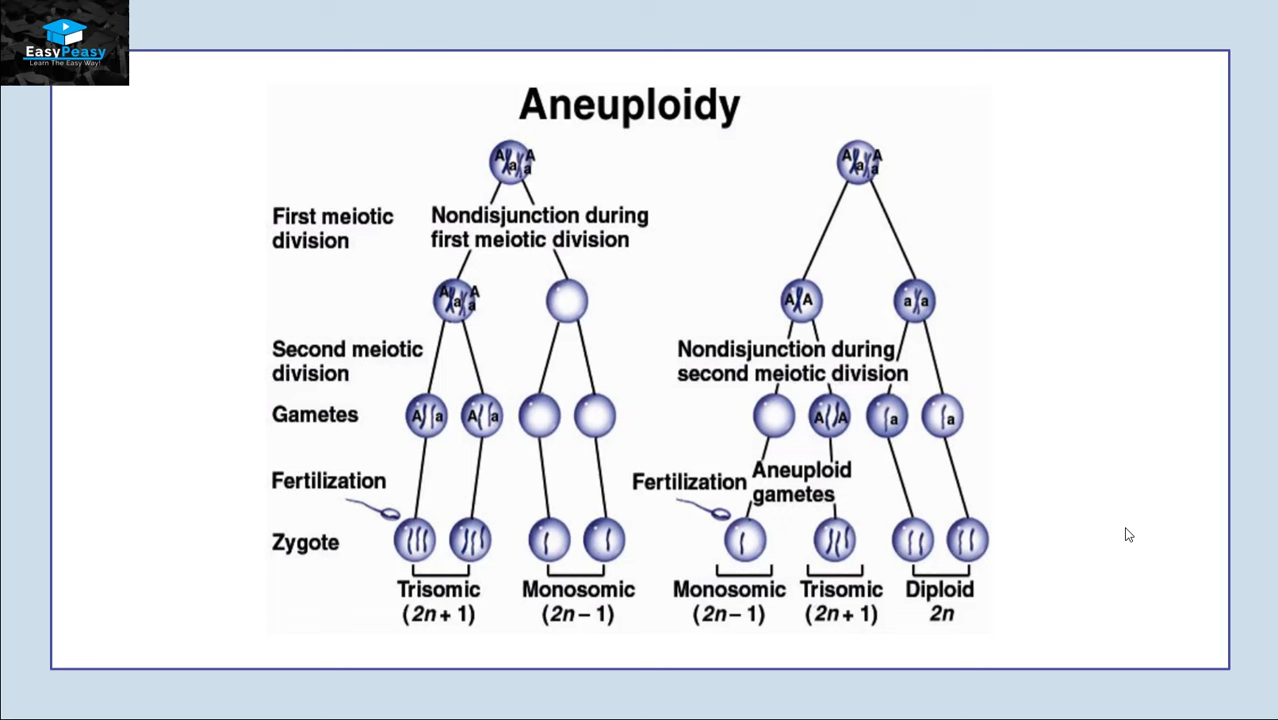 EasyPeasy
Learn The Easy Way!
Aneuploidy
A a A a
A a A a
First meiotic
division
Nondisjunction during
first meiotic division
A a A a
A A
a a
Second meiotic
division
Nondisjunction during
second meiotic division
Gametes
A a
A a
A A
a
a
Fertilization
Fertilization
Aneuploid
gametes
Zygote
Trisomic
(2n + 1)
Monosomic
(2n – 1)
Monosomic
(2n – 1)
Trisomic
(2n + 1)
Diploid
2n